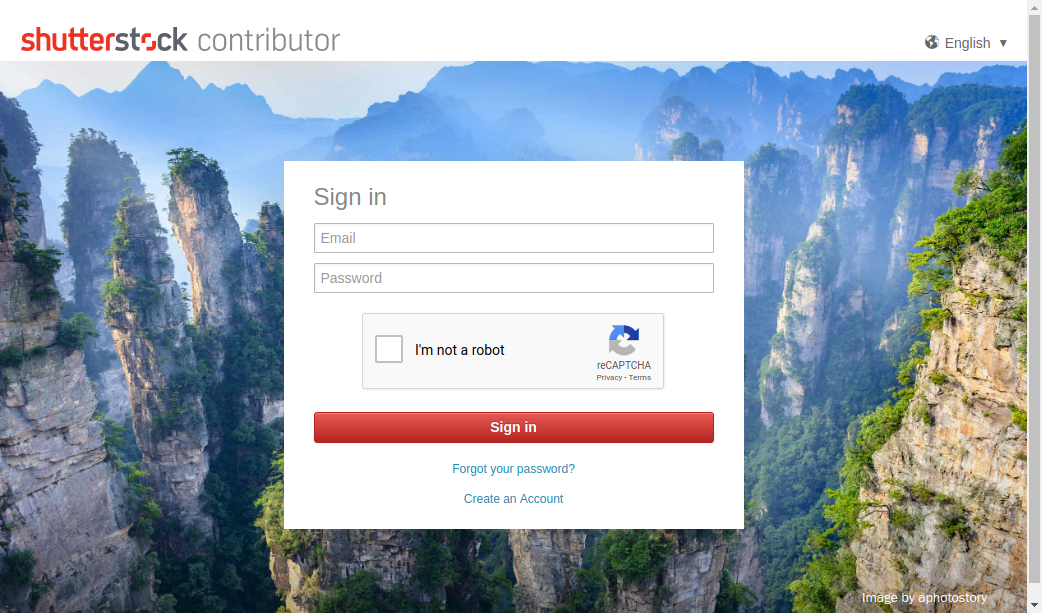 shutterstock contributor
English ▼
Sign in
Email
Password
I'm not a robot
reCAPTCHA
Privacy - Terms
Sign in
Forgot your password?
Create an Account
Image by aphotostory